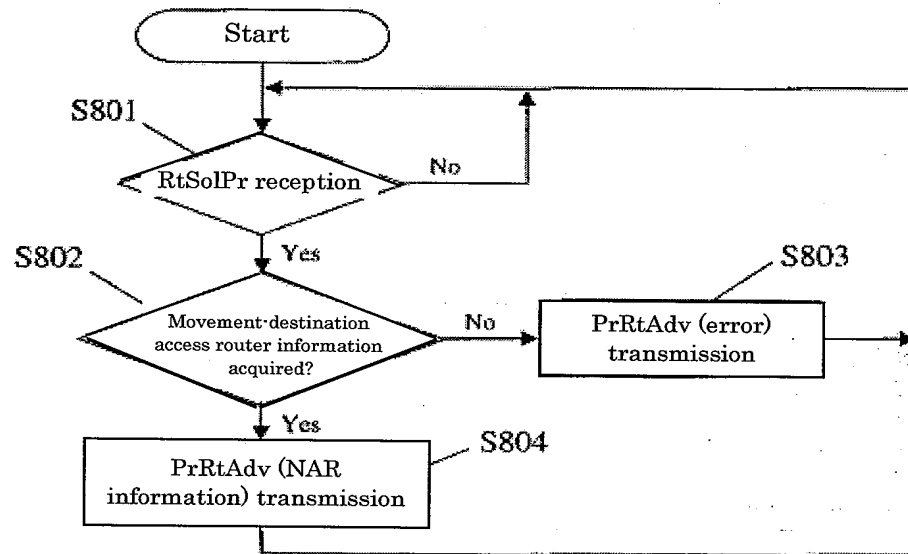 Start
S801
RtSolPr reception
No
Yes
S802
Movement-destination
access router information
acquired?
No
S803
PrRtAdv (error)
transmission
Yes
S804
PrRtAdv (NAR
information) transmission